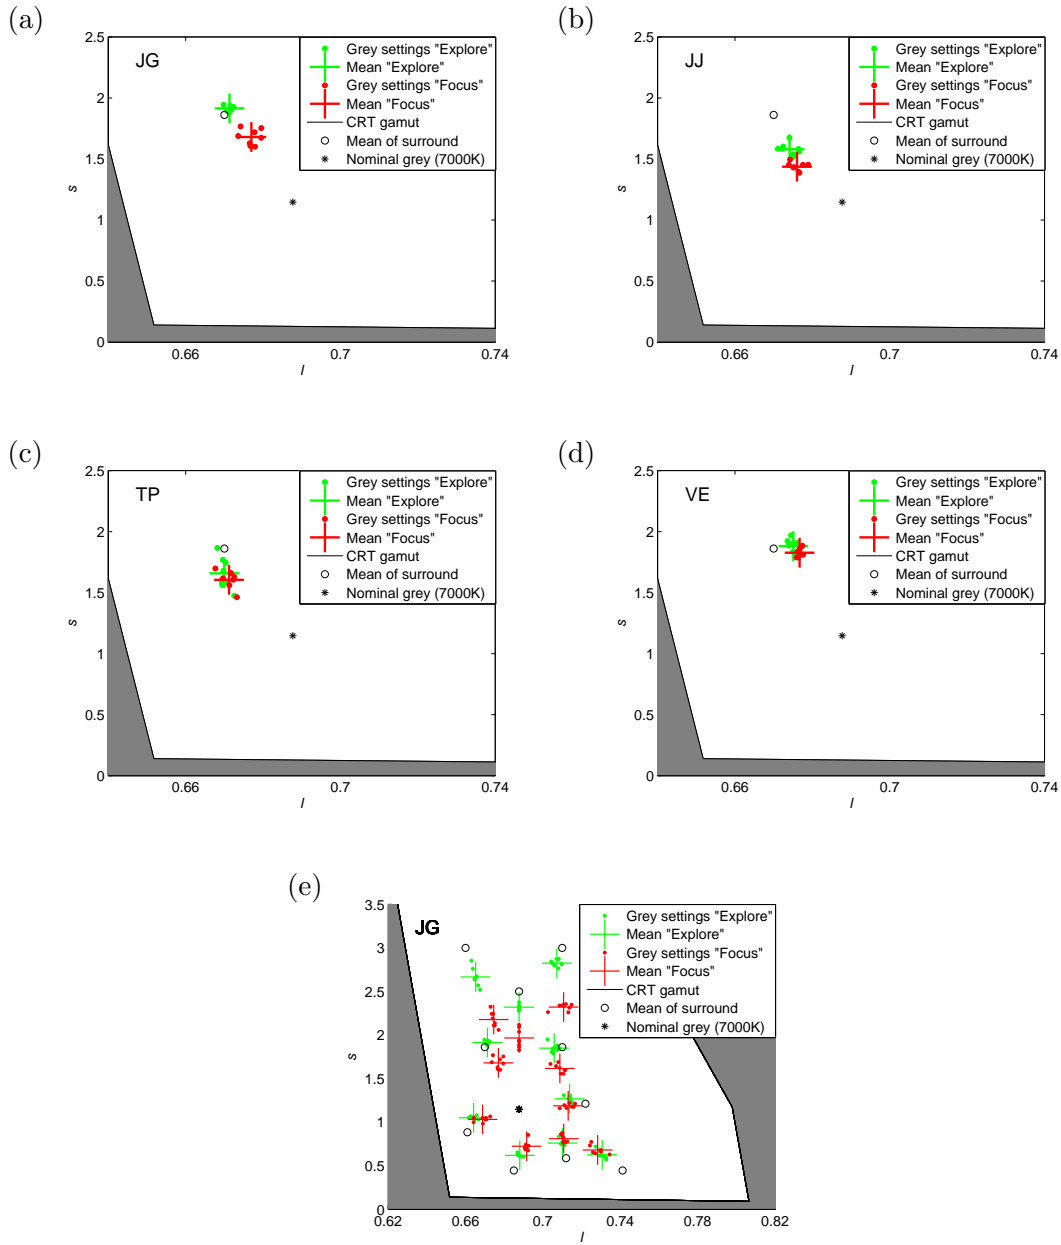 (a)
2.5
2
1.5
1
0.5
0
s
JG
Grey settings "Explore"
Mean "Explore"
Grey settings "Focus"
Mean "Focus"
CRT gamut
Mean of surround
Nominal grey (7000K)
0.66
0.7
0.74
l
(b)
2.5
2
1.5
1
0.5
0
s
JJ
Grey settings "Explore"
Mean "Explore"
Grey settings "Focus"
Mean "Focus"
CRT gamut
Mean of surround
Nominal grey (7000K)
0.66
0.7
0.74
l
(c)
2.5
2
1.5
1
0.5
0
s
TP
Grey settings "Explore"
Mean "Explore"
Grey settings "Focus"
Mean "Focus"
CRT gamut
Mean of surround
Nominal grey (7000K)
0.66
0.7
0.74
l
(d)
2.5
2
1.5
1
0.5
0
s
VE
Grey settings "Explore"
Mean "Explore"
Grey settings "Focus"
Mean "Focus"
CRT gamut
Mean of surround
Nominal grey (7000K)
0.66
0.7
0.74
l
(e)
3.5
3
2.5
2
1.5
1
0.5
0
s
JG
Grey settings "Explore"
Mean "Explore"
Grey settings "Focus"
Mean "Focus"
CRT gamut
Mean of surround
Nominal grey (7000K)
0.62
0.66
0.7
0.74
0.78
0.82
l